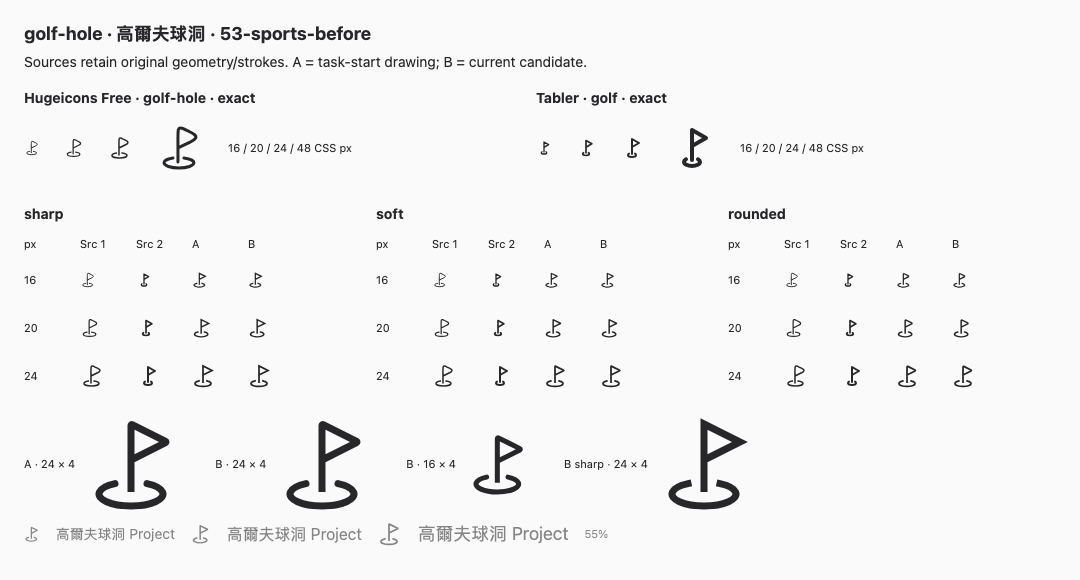 golf-hole · 高爾夫球洞 · 53-sports-before
Sources retain original geometry/strokes. A = task-start drawing; B = current candidate.
Hugeicons Free · golf-hole · exact
Tabler · golf · exact
16 / 20 / 24 / 48 CSS px
16 / 20 / 24 / 48 CSS px
sharp
soft
rounded
px Src 1 Src 2 A B
px Src 1 Src 2 A B
px Src 1 Src 2 A B
16
16
16
20
20
20
24
24
24
A · 24 × 4
B · 24 × 4
B · 16 × 4
B sharp · 24 × 4
高爾夫球洞 Project
高爾夫球洞 Project
高爾夫球洞 Project
55%